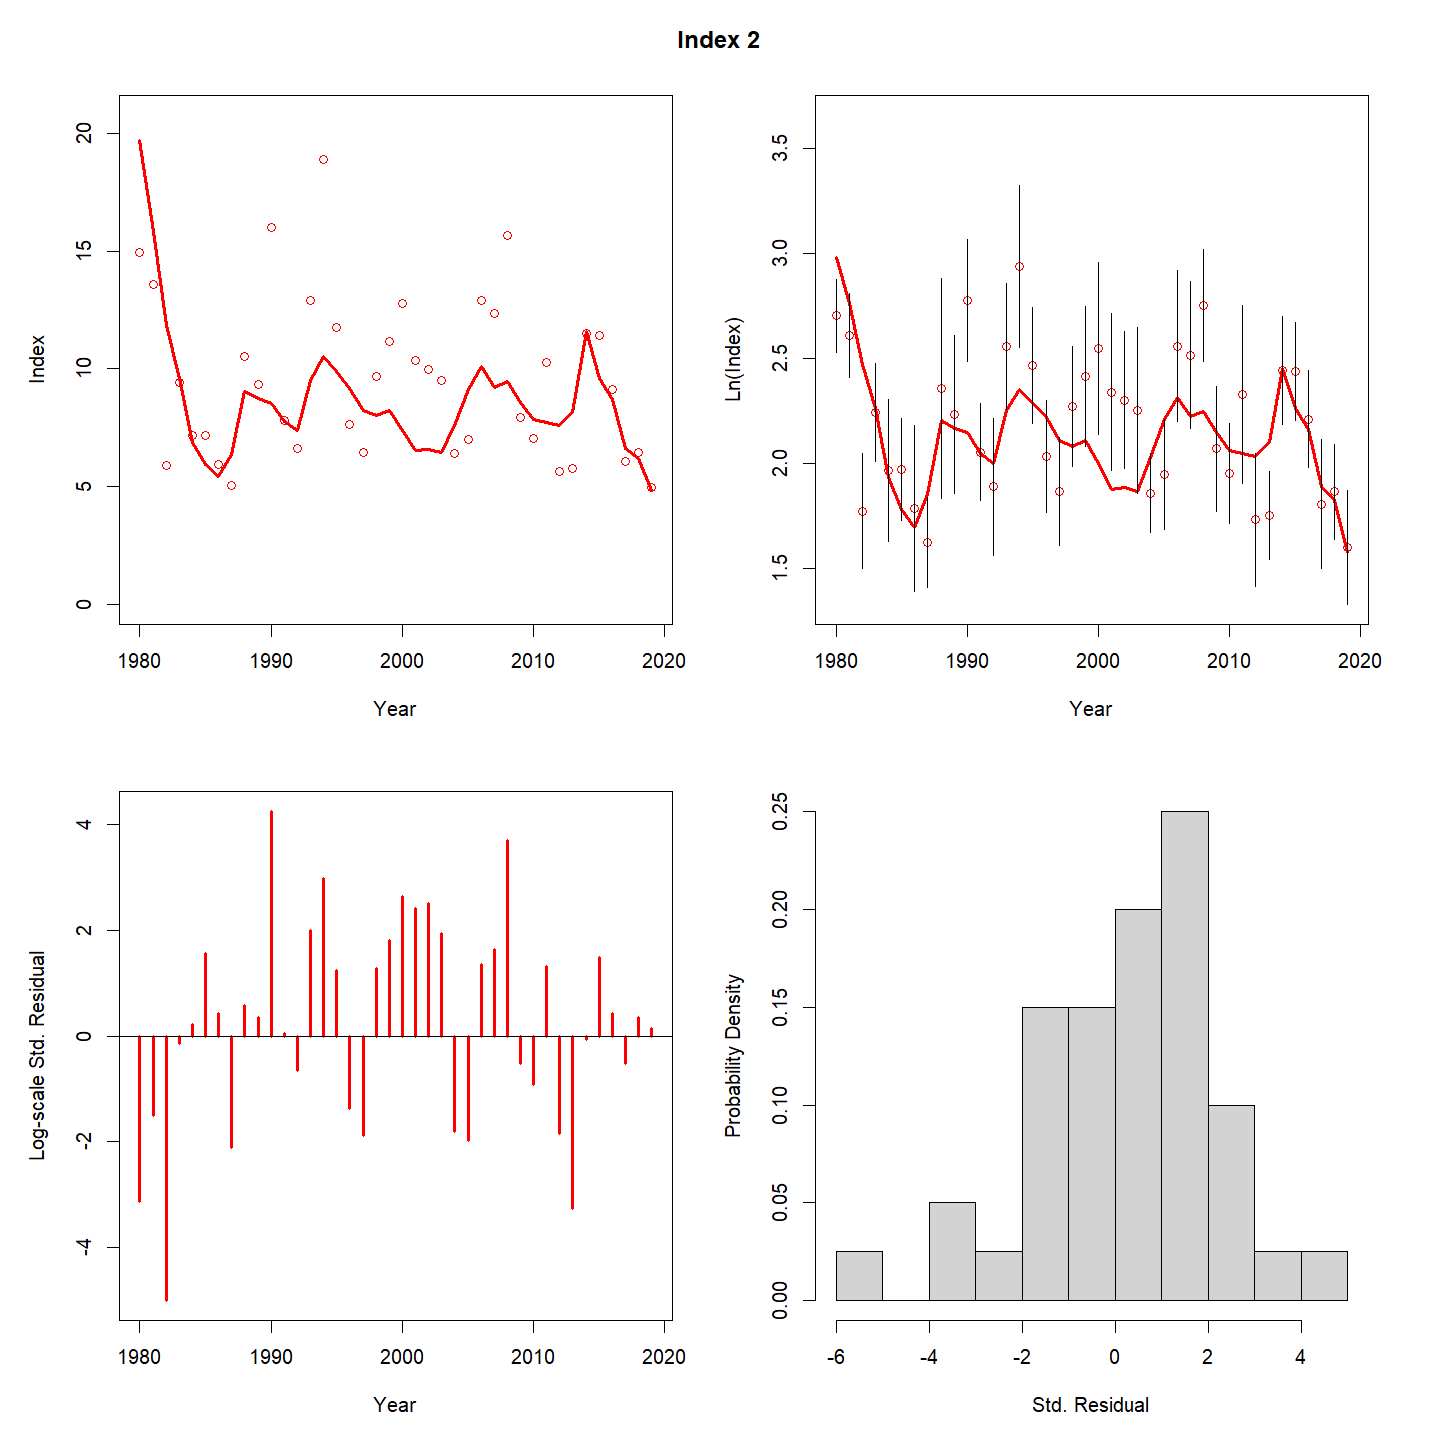 Index 2
Index
20
15
10
5
0
1980 1990 2000 2010 2020
Year
Ln(Index)
3.5
3.0
2.5
2.0
1.5
1980 1990 2000 2010 2020
Year
Log-scale Std. Residual
4
2
0
-2
-4
1980 1990 2000 2010 2020
Year
Probability Density
0.25
0.20
0.15
0.10
0.05
0.00
-6 -4 -2 0 2 4
Std. Residual